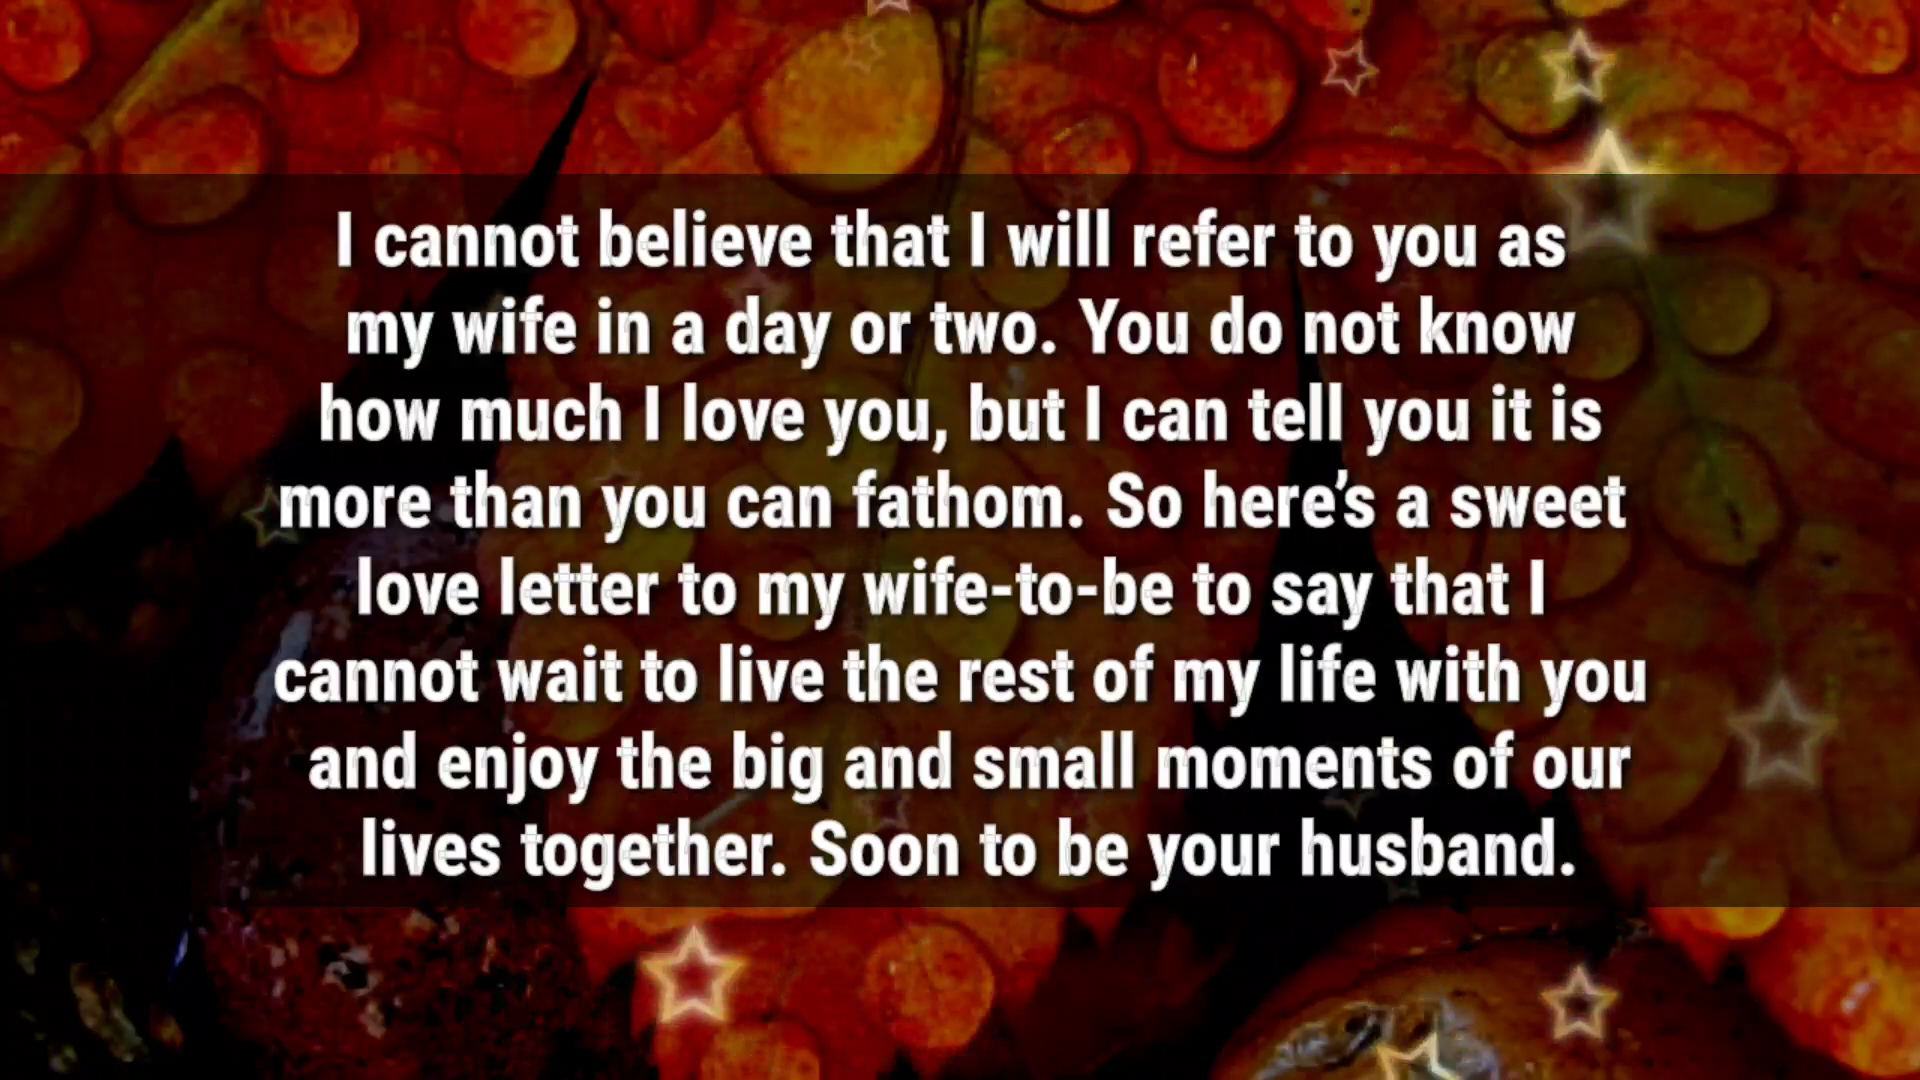 I cannot believe that I will refer to you as
my wife in a day or two. You do not know
how much I love you, but I can tell you it is
more than you can fathom. So here’s a sweet
love letter to my wife-to-be to say that I
cannot wait to live the rest of my life with you
and enjoy the big and small moments of our
lives together. Soon to be your husband.